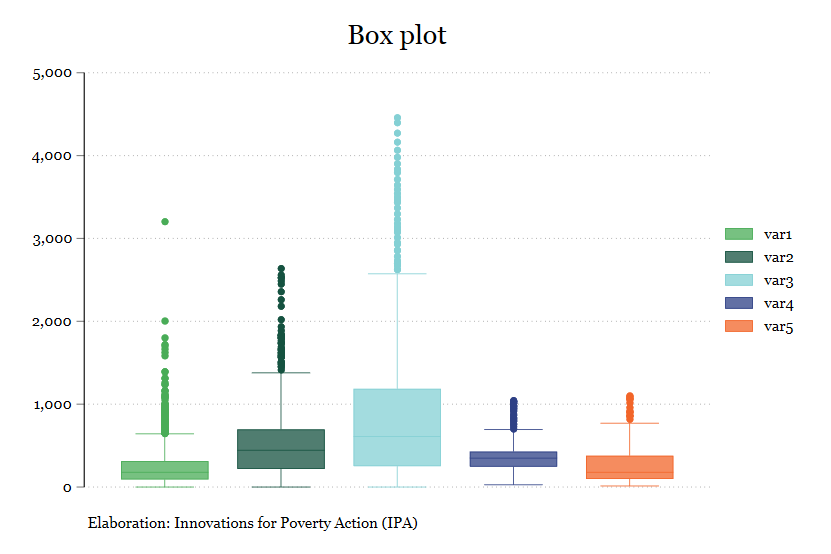 Box plot
5,000
4,000
3,000
2,000
1,000
0
var1
var2
var3
var4
var5
Elaboration: Innovations for Poverty Action (IPA)